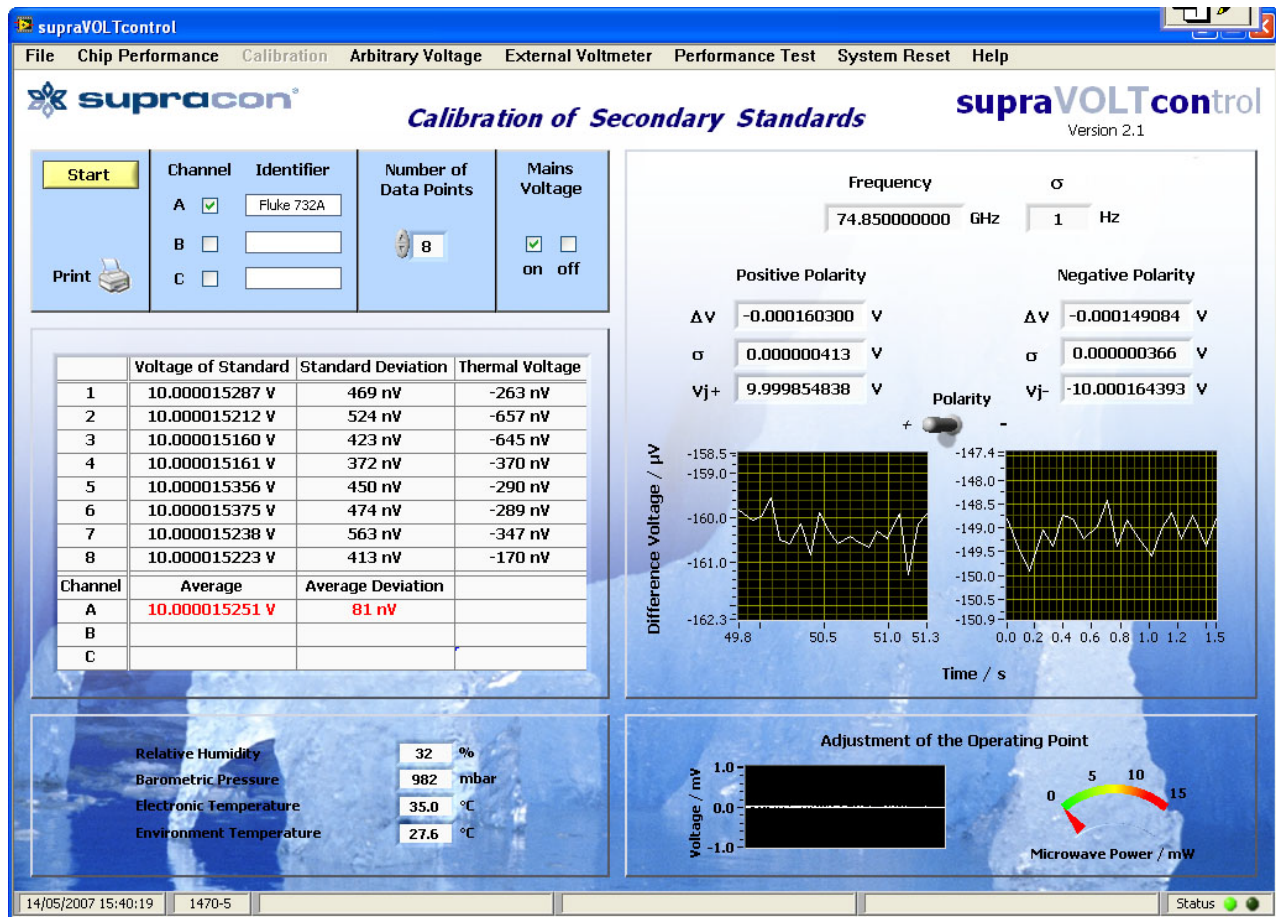 supraVOLTcontrol
File Chip Performance Calibration Arbitrary Voltage External Voltmeter Performance Test System Reset Help
supracon®
Calibration of Secondary Standards
supraVOLTcontrol
Version 2.1
Start
Print
Channel Identifier
A Fluke 732A
B
C
Number of
Data Points
8
Mains
Voltage
on off
Frequency σ
74.850000000 GHz 1 Hz
Positive Polarity Negative Polarity
ΔV -0.000160300 V ΔV -0.000149084 V
σ 0.000000413 V σ 0.000000366 V
Vj+ 9.999854838 V Vj- -10.000164393 V
Polarity
+ -
Voltage of Standard Standard Deviation Thermal Voltage
1 10.000015287 V 469 nV -263 nV
2 10.000015212 V 524 nV -657 nV
3 10.000015160 V 423 nV -645 nV
4 10.000015161 V 372 nV -370 nV
5 10.000015356 V 450 nV -290 nV
6 10.000015375 V 474 nV -289 nV
7 10.000015238 V 563 nV -347 nV
8 10.000015223 V 413 nV -170 nV
Channel Average Average Deviation
A 10.000015251 V 81 nV
B
C
Difference Voltage / µV
-158.5
-159.0
-160.0
-161.0
-162.3
49.8 50.5 51.0 51.3
-147.4
-148.0
-148.5
-149.0
-149.5
-150.0
-150.5
-150.9
0.0 0.2 0.4 0.6 0.8 1.0 1.2 1.5
Time / s
Relative Humidity 32 %
Barometric Pressure 982 mbar
Electronic Temperature 35.0 °C
Environment Temperature 27.6 °C
Adjustment of the Operating Point
Voltage / mV
1.0
0.0
-1.0
0 5 10 15
Microwave Power / mW
14/05/2007 15:40:19 1470-5 Status